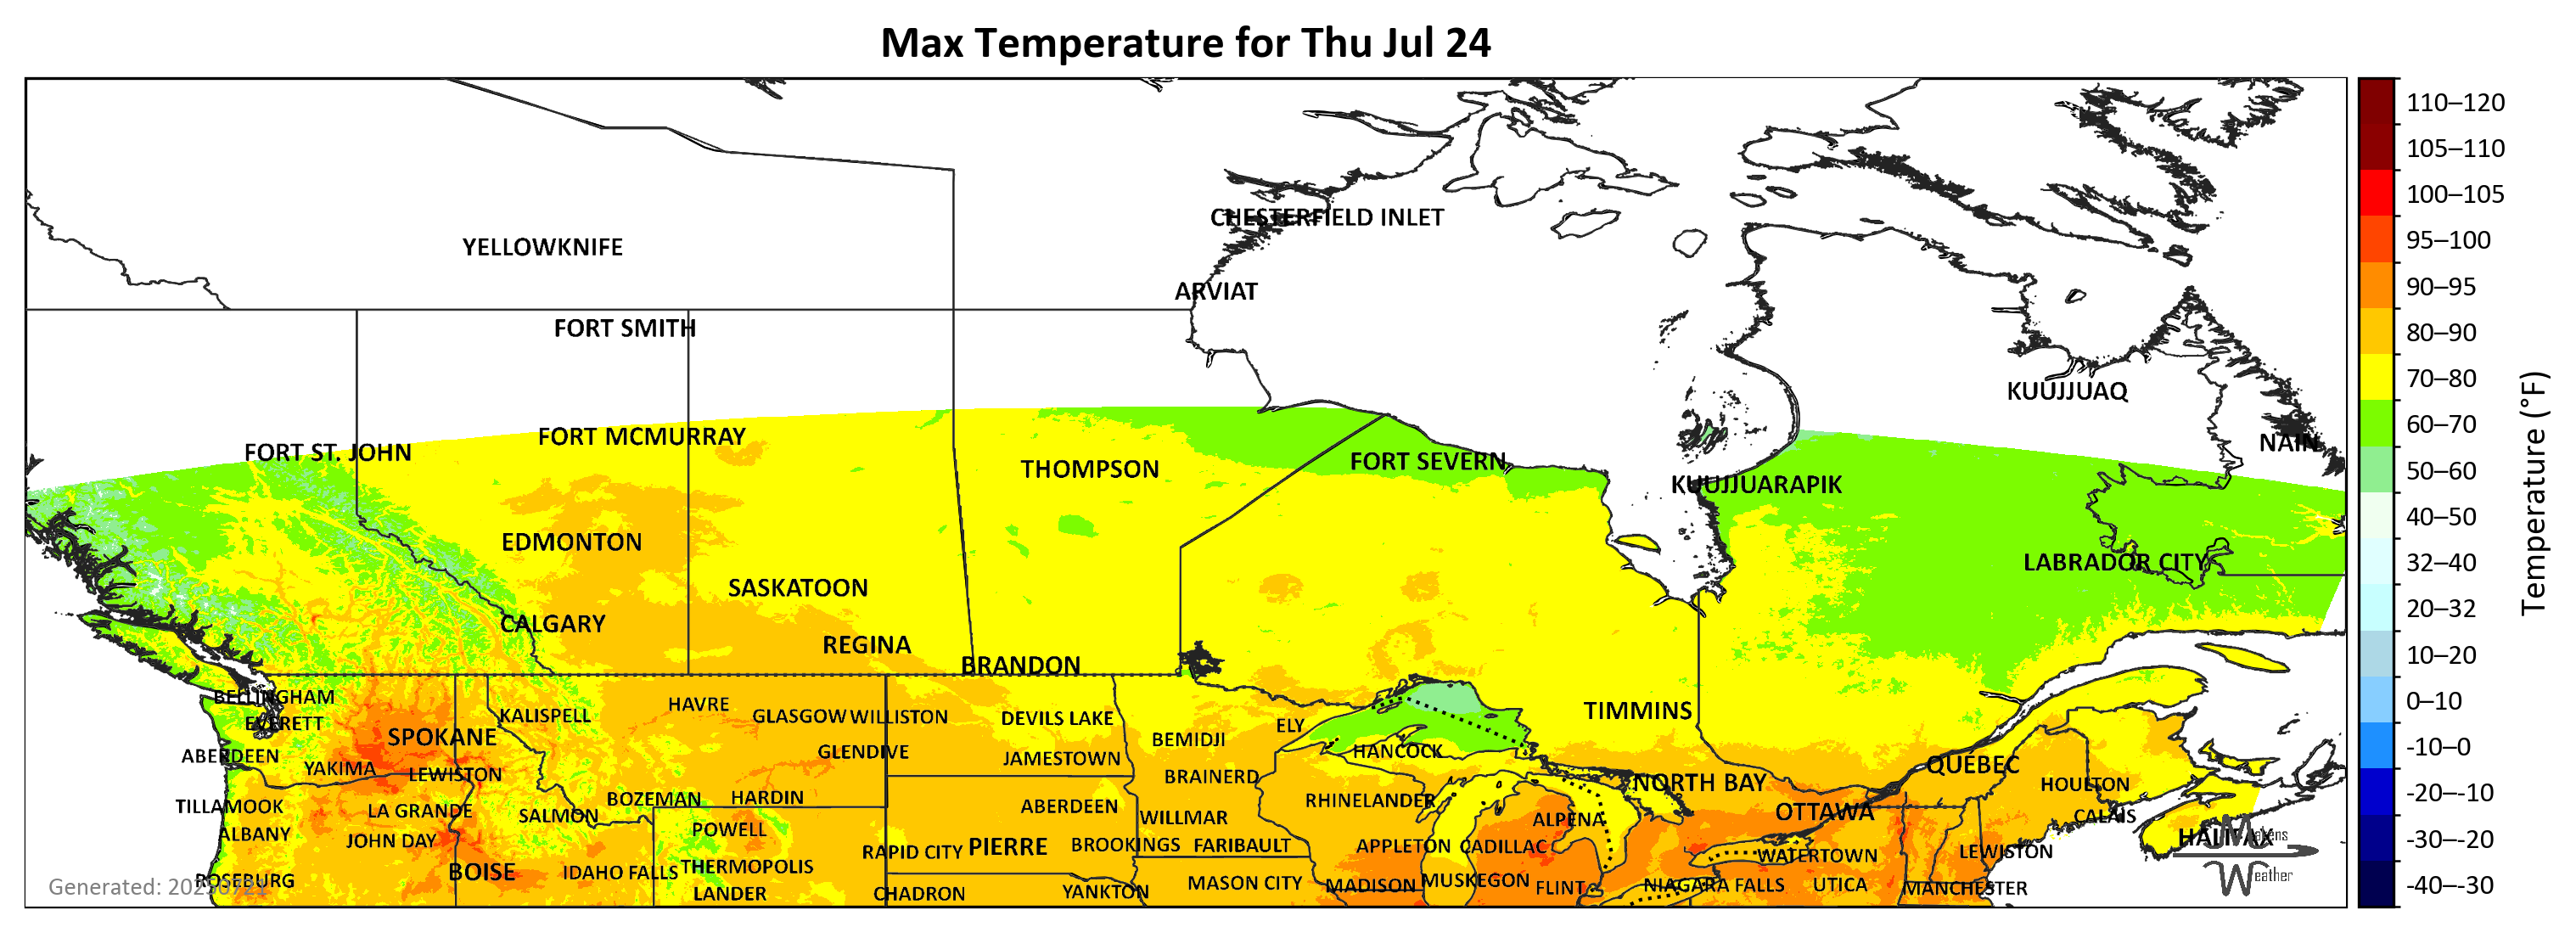 Max Temperature for Thu Jul 24
110–120
105–110
CHESTERFIELD INLET
100–105
YELLOWKNIFE
95–100
ARVIAT
90–95
FORT SMITH
80–90
KUUJJUAQ
70–80
FORT MCMURRAY
60–70
NAIN
FORT ST. JOHN
FORT SEVERN
THOMPSON
50–60
KUUJJUARAPIK
40–50
EDMONTON
LABRADOR CITY
32–40
SASKATOON
20–32
CALGARY
REGINA
BRANDON
10–20
Temperature (°F)
BELLINGHAM
HAVRE
0–10
TIMMINS
KALISPELL
GLASGOW
WILLISTON
DEVILS LAKE
EVERETT
ELY
SPOKANE
BEMIDJI
-10–0
ABERDEEN
GLENDIVE
HANCOCK
JAMESTOWN
QUÉBEC
YAKIMA
LEWISTON
BRAINERD
NORTH BAY
HOULTON
-20–-10
BOZEMAN
HARDIN
RHINELANDER
TILLAMOOK
ABERDEEN
LA GRANDE
OTTAWA
SALMON
WILLMAR
CALAIS
ALPENA
POWELL
ALBANY
HALIFAX
Makens
-30–-20
JOHN DAY
PIERRE
BROOKINGS
FARIBAULT
APPLETON
CADILLAC
RAPID CITY
LEWISTON
WATERTOWN
THERMOPOLIS
BOISE
IDAHO FALLS
Weather
ROSEBURG
MUSKEGON
MASON CITY
MADISON
NIAGARA FALLS
UTICA
-40–-30
Generated: 20250721
FLINT
MANCHESTER
YANKTON
LANDER
CHADRON